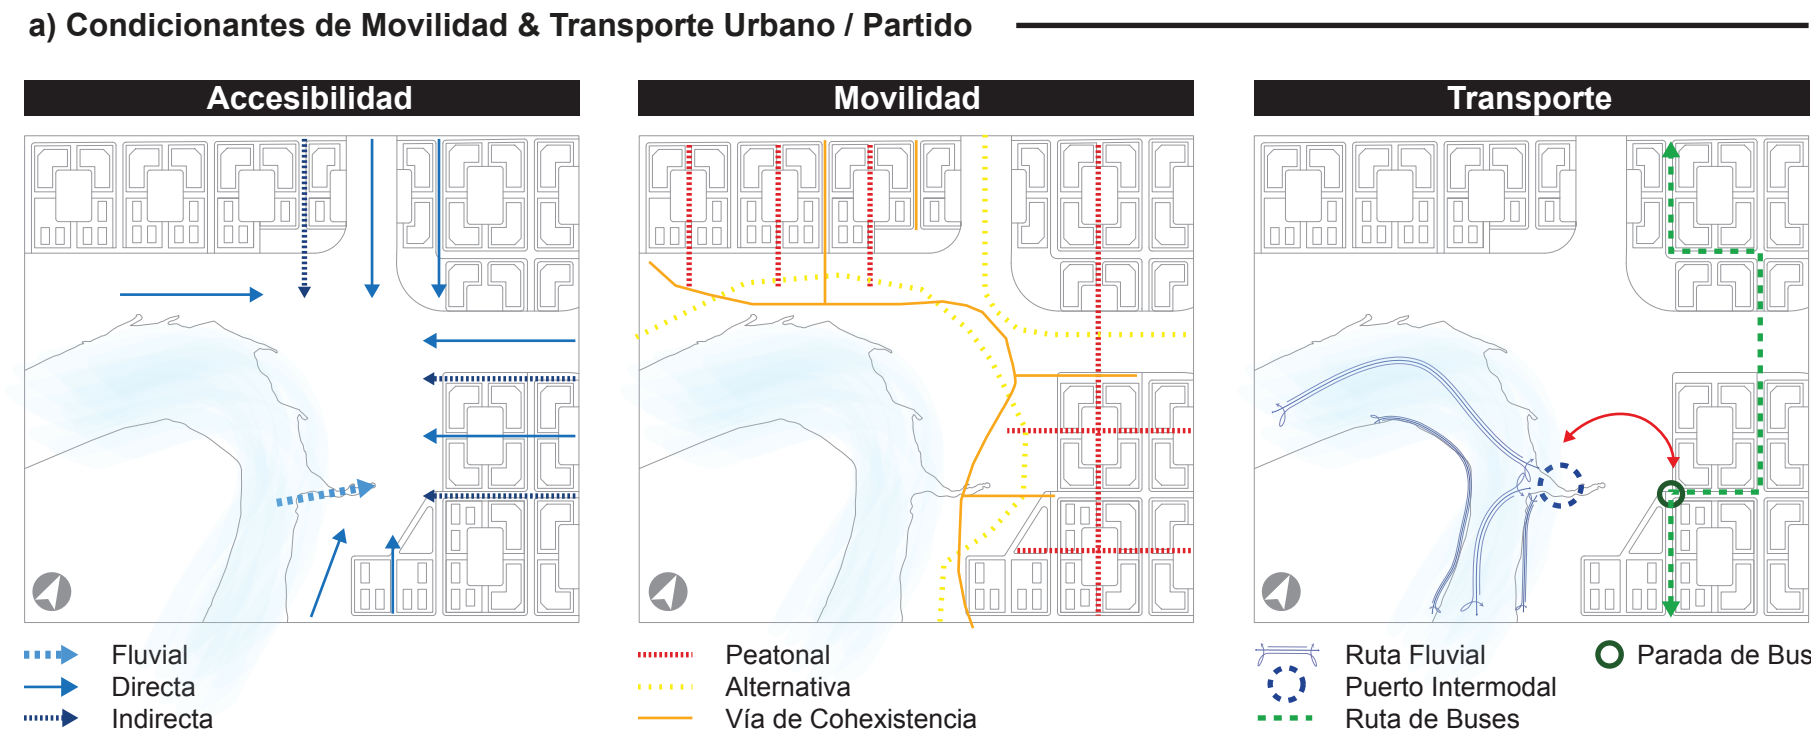 a) Condicionantes de Movilidad & Transporte Urbano / Partido
Accesibilidad
Movilidad
Transporte
Fluvial
Directa
Indirecta
Peatonal
Alternativa
Vía de Cohexistencia
Ruta Fluvial
Puerto Intermodal
Ruta de Buses
Parada de Bus